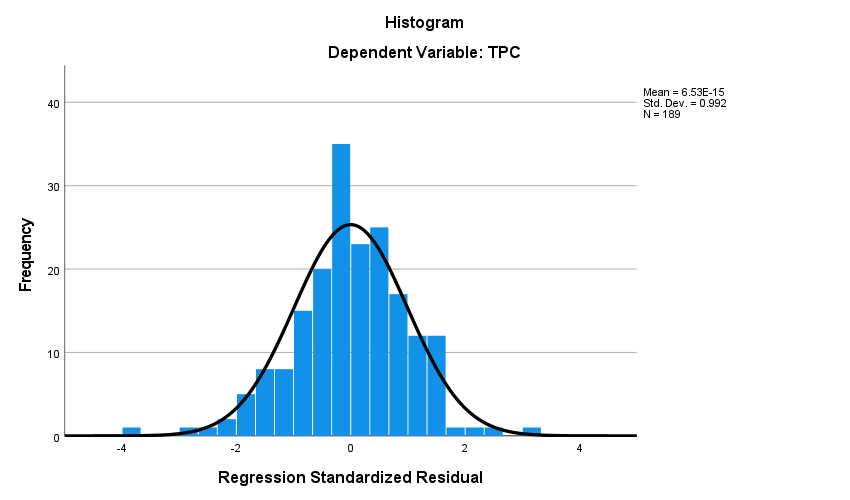 Histogram
Dependent Variable: TPC
Mean = 6.53E-15
Std. Dev. = 0.992
N = 189
Frequency
40
30
20
10
0
-4 -2 0 2 4
Regression Standardized Residual